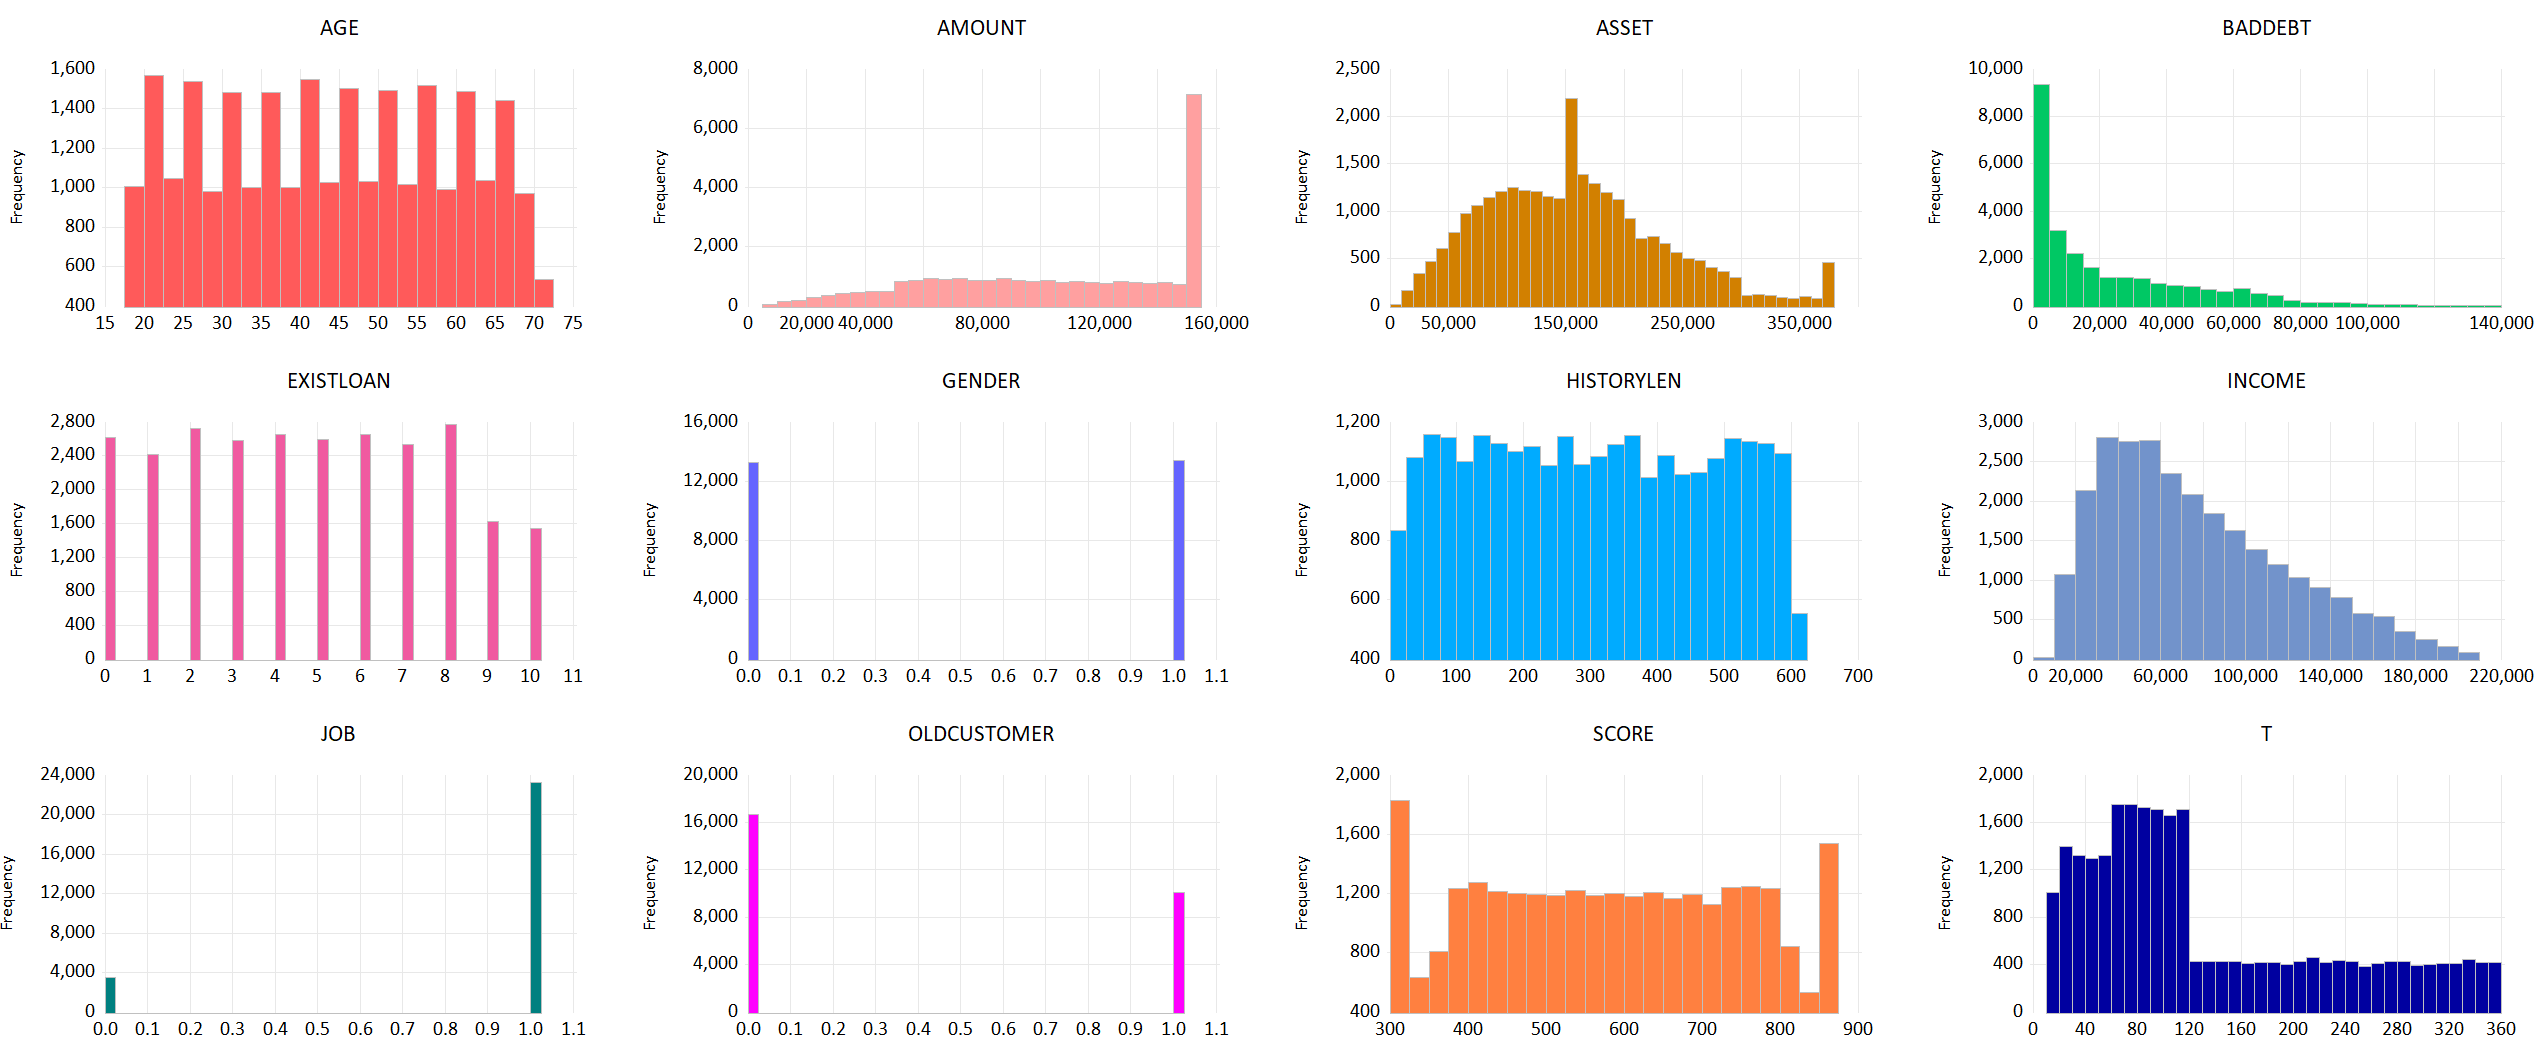 AGE AMOUNT ASSET BADDEBT
Frequency
1,600
1,400
1,200
1,000
800
600
400
15 20 25 30 35 40 45 50 55 60 65 70 75
Frequency
8,000
6,000
4,000
2,000
0
0 20,000 40,000 80,000 120,000 160,000
Frequency
2,500
2,000
1,500
1,000
500
0
0 50,000 150,000 250,000 350,000
Frequency
10,000
8,000
6,000
4,000
2,000
0
0 20,000 40,000 60,000 80,000 100,000 140,000
EXISTLOAN GENDER HISTORYLEN INCOME
Frequency
2,800
2,400
2,000
1,600
1,200
800
400
0
0 1 2 3 4 5 6 7 8 9 10 11
Frequency
16,000
12,000
8,000
4,000
0
0.0 0.1 0.2 0.3 0.4 0.5 0.6 0.7 0.8 0.9 1.0 1.1
Frequency
1,200
1,000
800
600
400
0 100 200 300 400 500 600 700
Frequency
3,000
2,500
2,000
1,500
1,000
500
0
0 20,000 60,000 100,000 140,000 180,000 220,000
JOB OLDCUSTOMER SCORE T
Frequency
24,000
20,000
16,000
12,000
8,000
4,000
0
0.0 0.1 0.2 0.3 0.4 0.5 0.6 0.7 0.8 0.9 1.0 1.1
Frequency
20,000
16,000
12,000
8,000
4,000
0
0.0 0.1 0.2 0.3 0.4 0.5 0.6 0.7 0.8 0.9 1.0 1.1
Frequency
2,000
1,600
1,200
800
400
300 400 500 600 700 800 900
Frequency
2,000
1,600
1,200
800
400
0
0 40 80 120 160 200 240 280 320 360